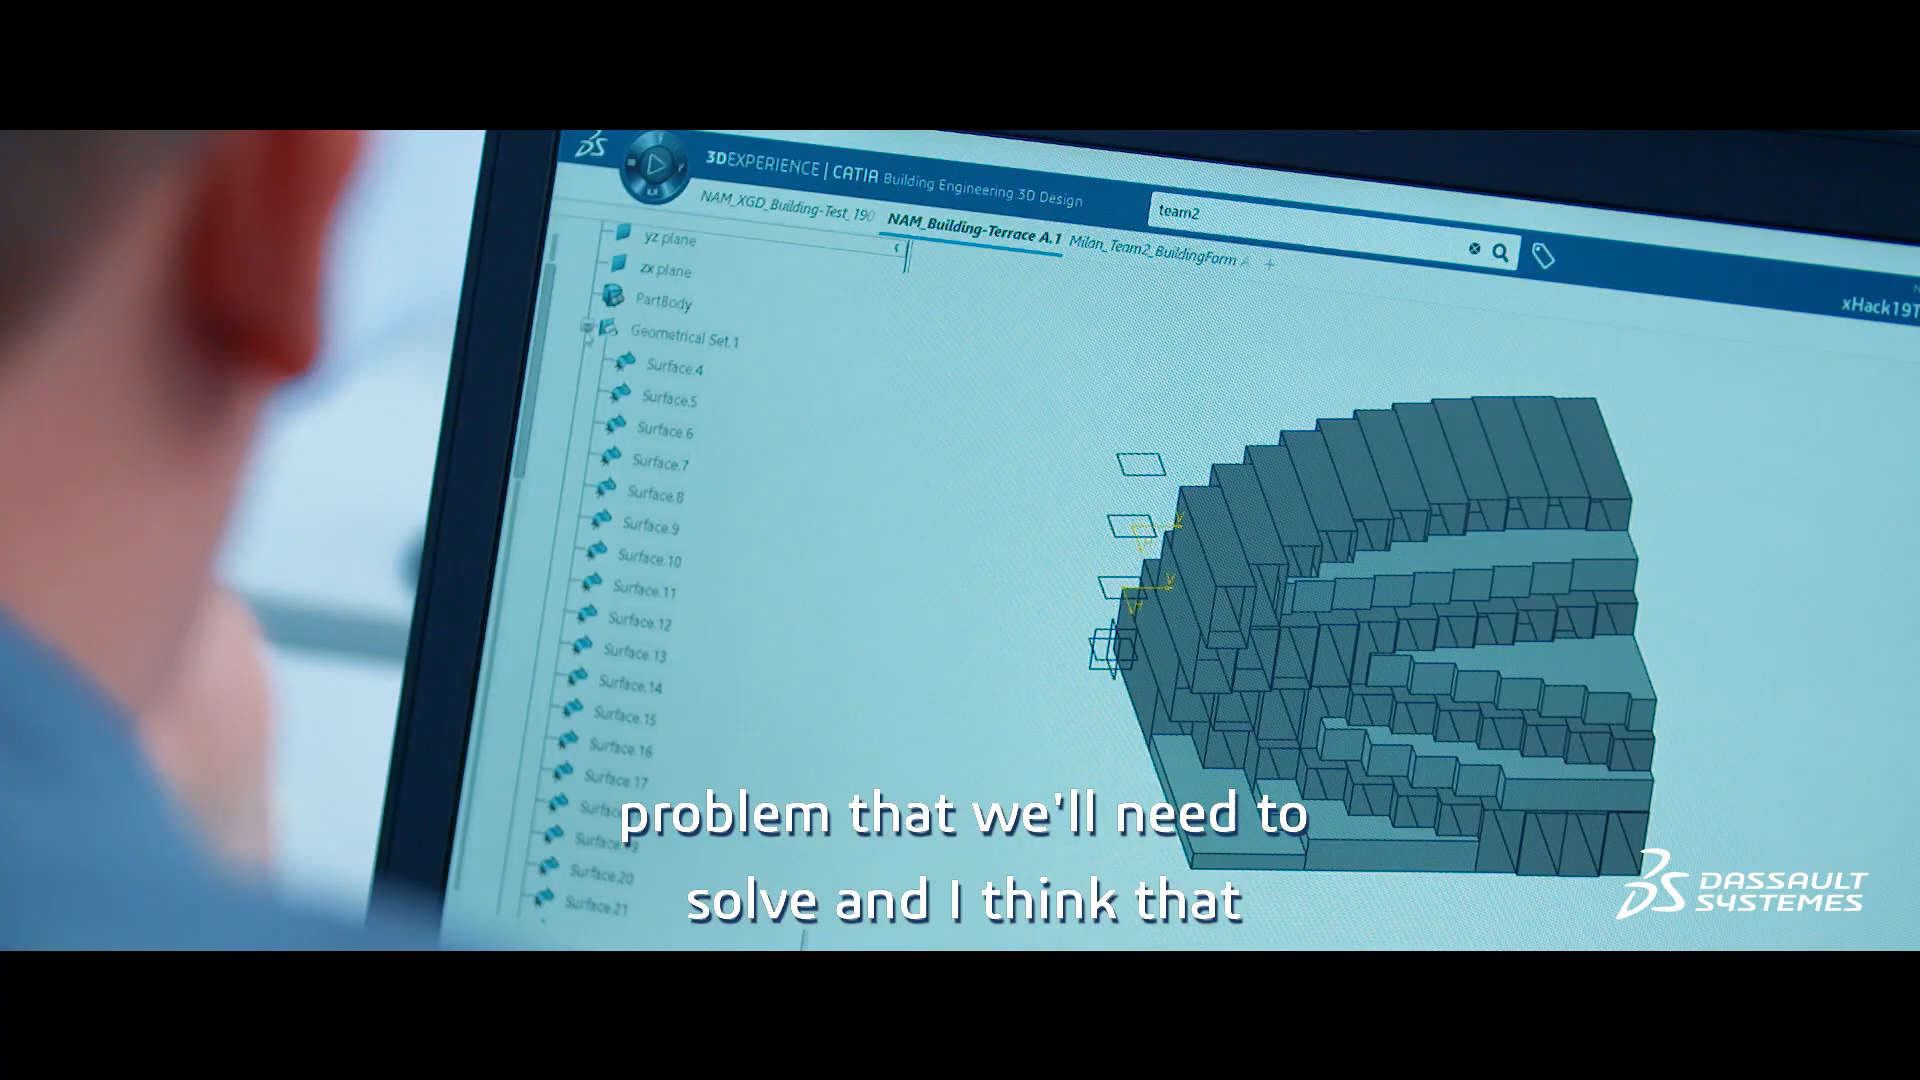 3DEXPERIENCE | CATIA Building Engineering 3D Design
team2
NAM_XGD_Building-Test_190
NAM_Building-Terrace A.1
Milan_Team2_BuildingForm A
xHack19T
yz plane
zx plane
PartBody
Geometrical Set.1
Surface.4
Surface.5
Surface.6
Surface.7
Surface.8
Surface.9
Surface.10
Surface.11
Surface.12
Surface.13
Surface.14
Surface.15
Surface.16
Surface.17
Surface.20
Surface.21
problem that we'll need to
solve and I think that
DASSAULT
SYSTEMES